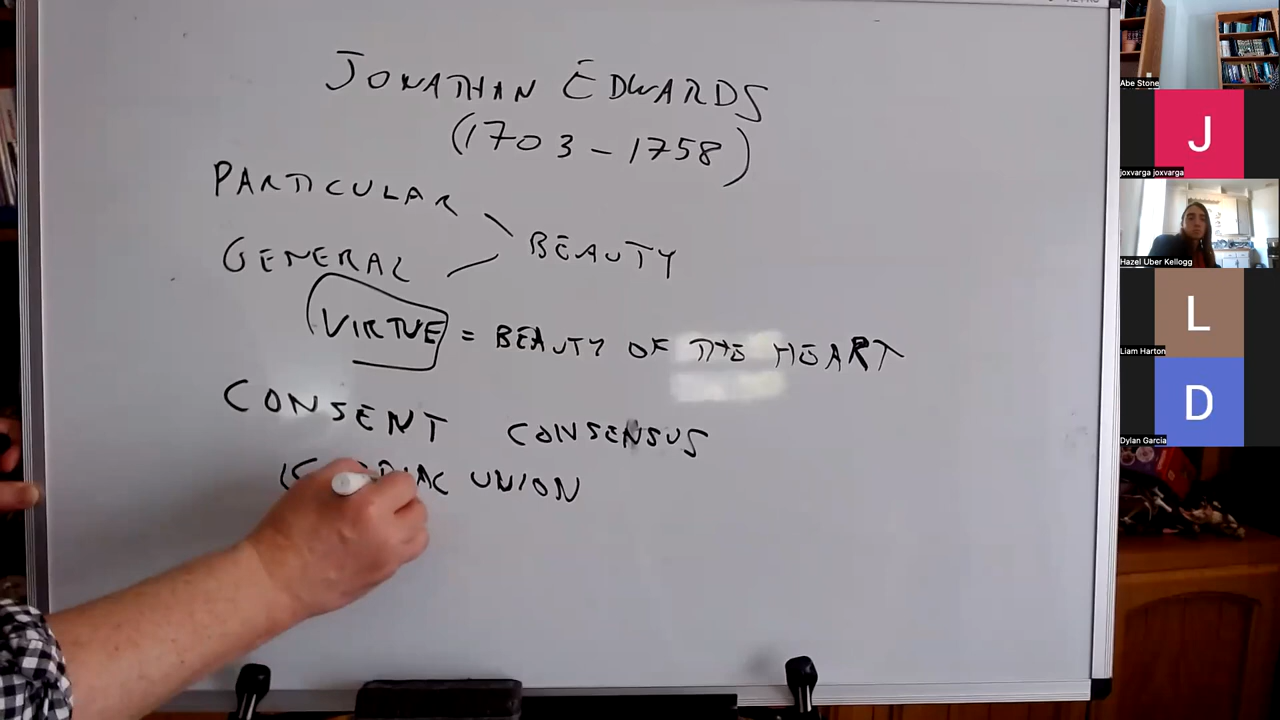 JONATHAN EDWARDS
(1703 - 1758)
PARTICULAR
GENERAL
BEAUTY
VIRTUE = BEAUTY OF THE HEART
CONSENT CONSENSUS
UNION
Abe Stone
J
joxvarga joxvarga
Hazel Uber Kellogg
L
Liam Harton
D
Dylan Garcia